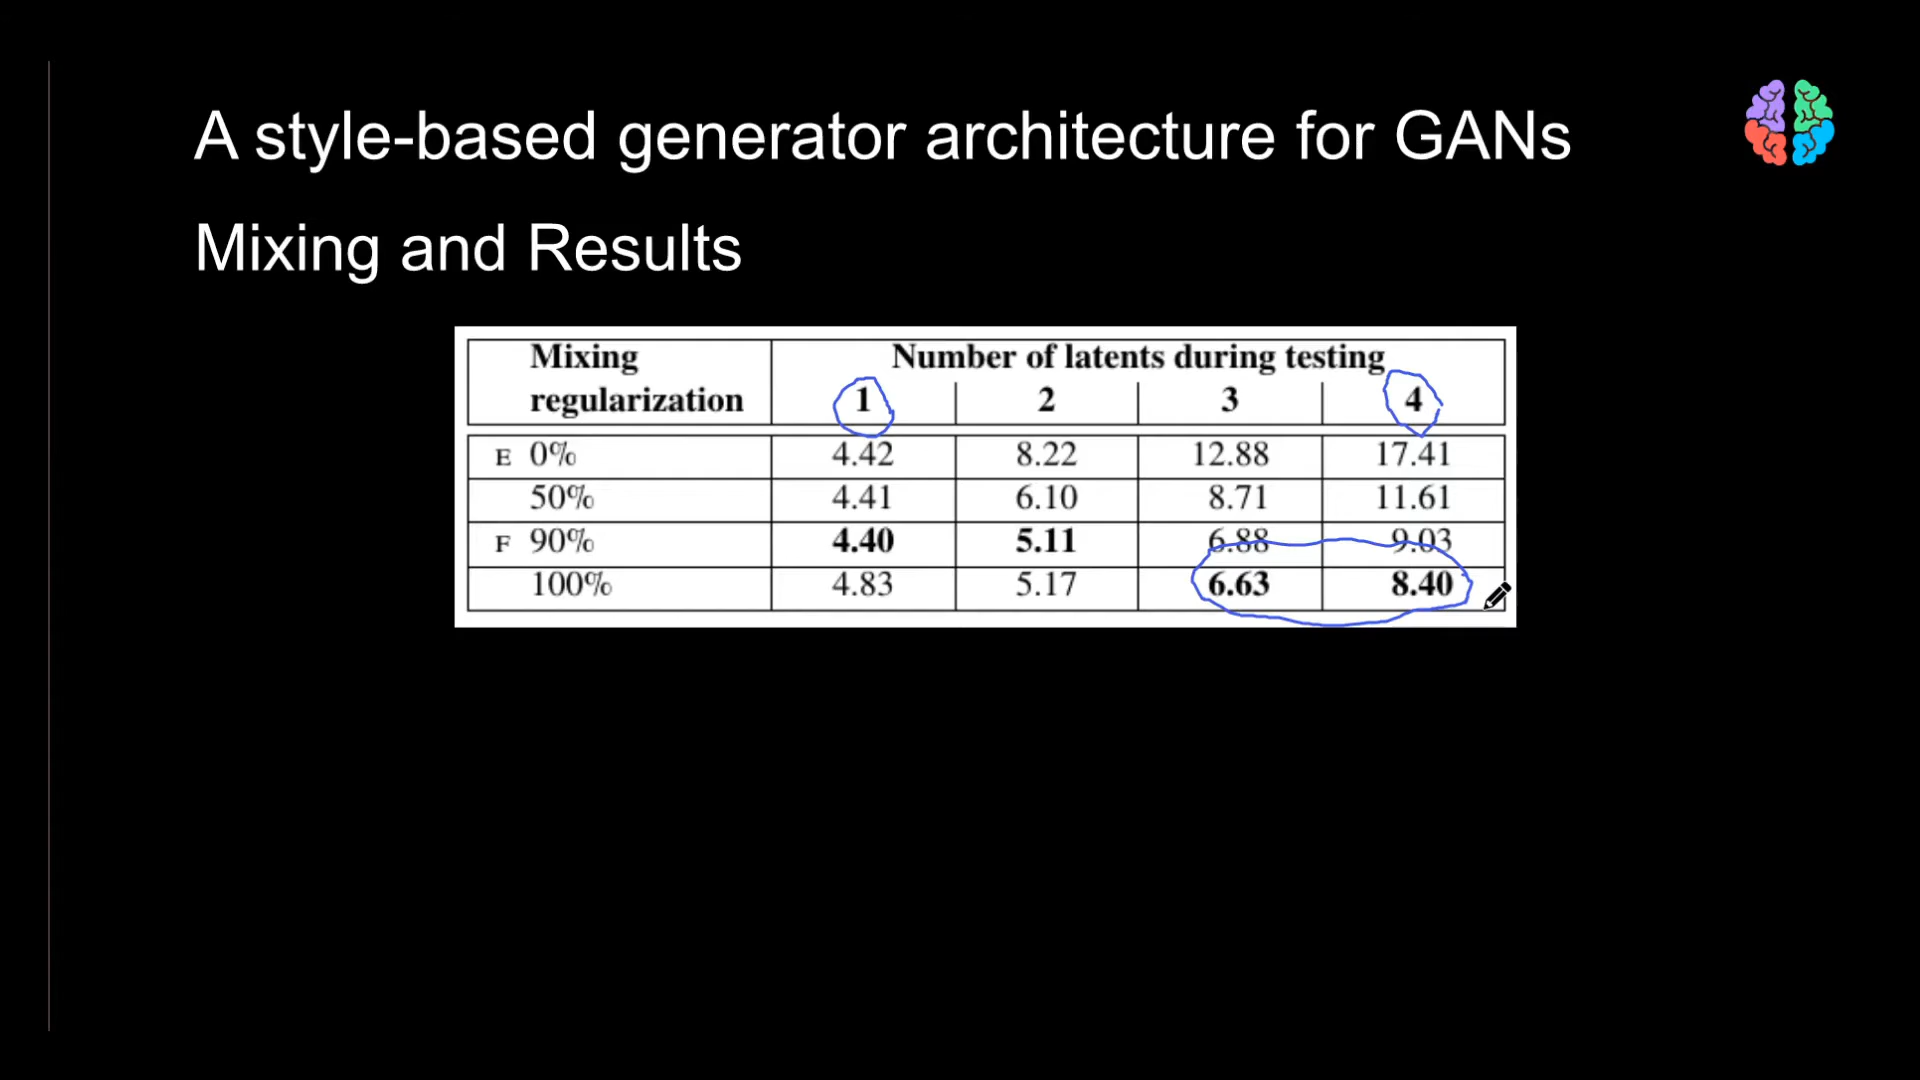 A style-based generator architecture for GANs
Mixing and Results
Mixing regularization Number of latents during testing
1 2 3 4
E 0% 4.42 8.22 12.88 17.41
50% 4.41 6.10 8.71 11.61
F 90% 4.40 5.11 6.88 9.03
100% 4.83 5.17 6.63 8.40